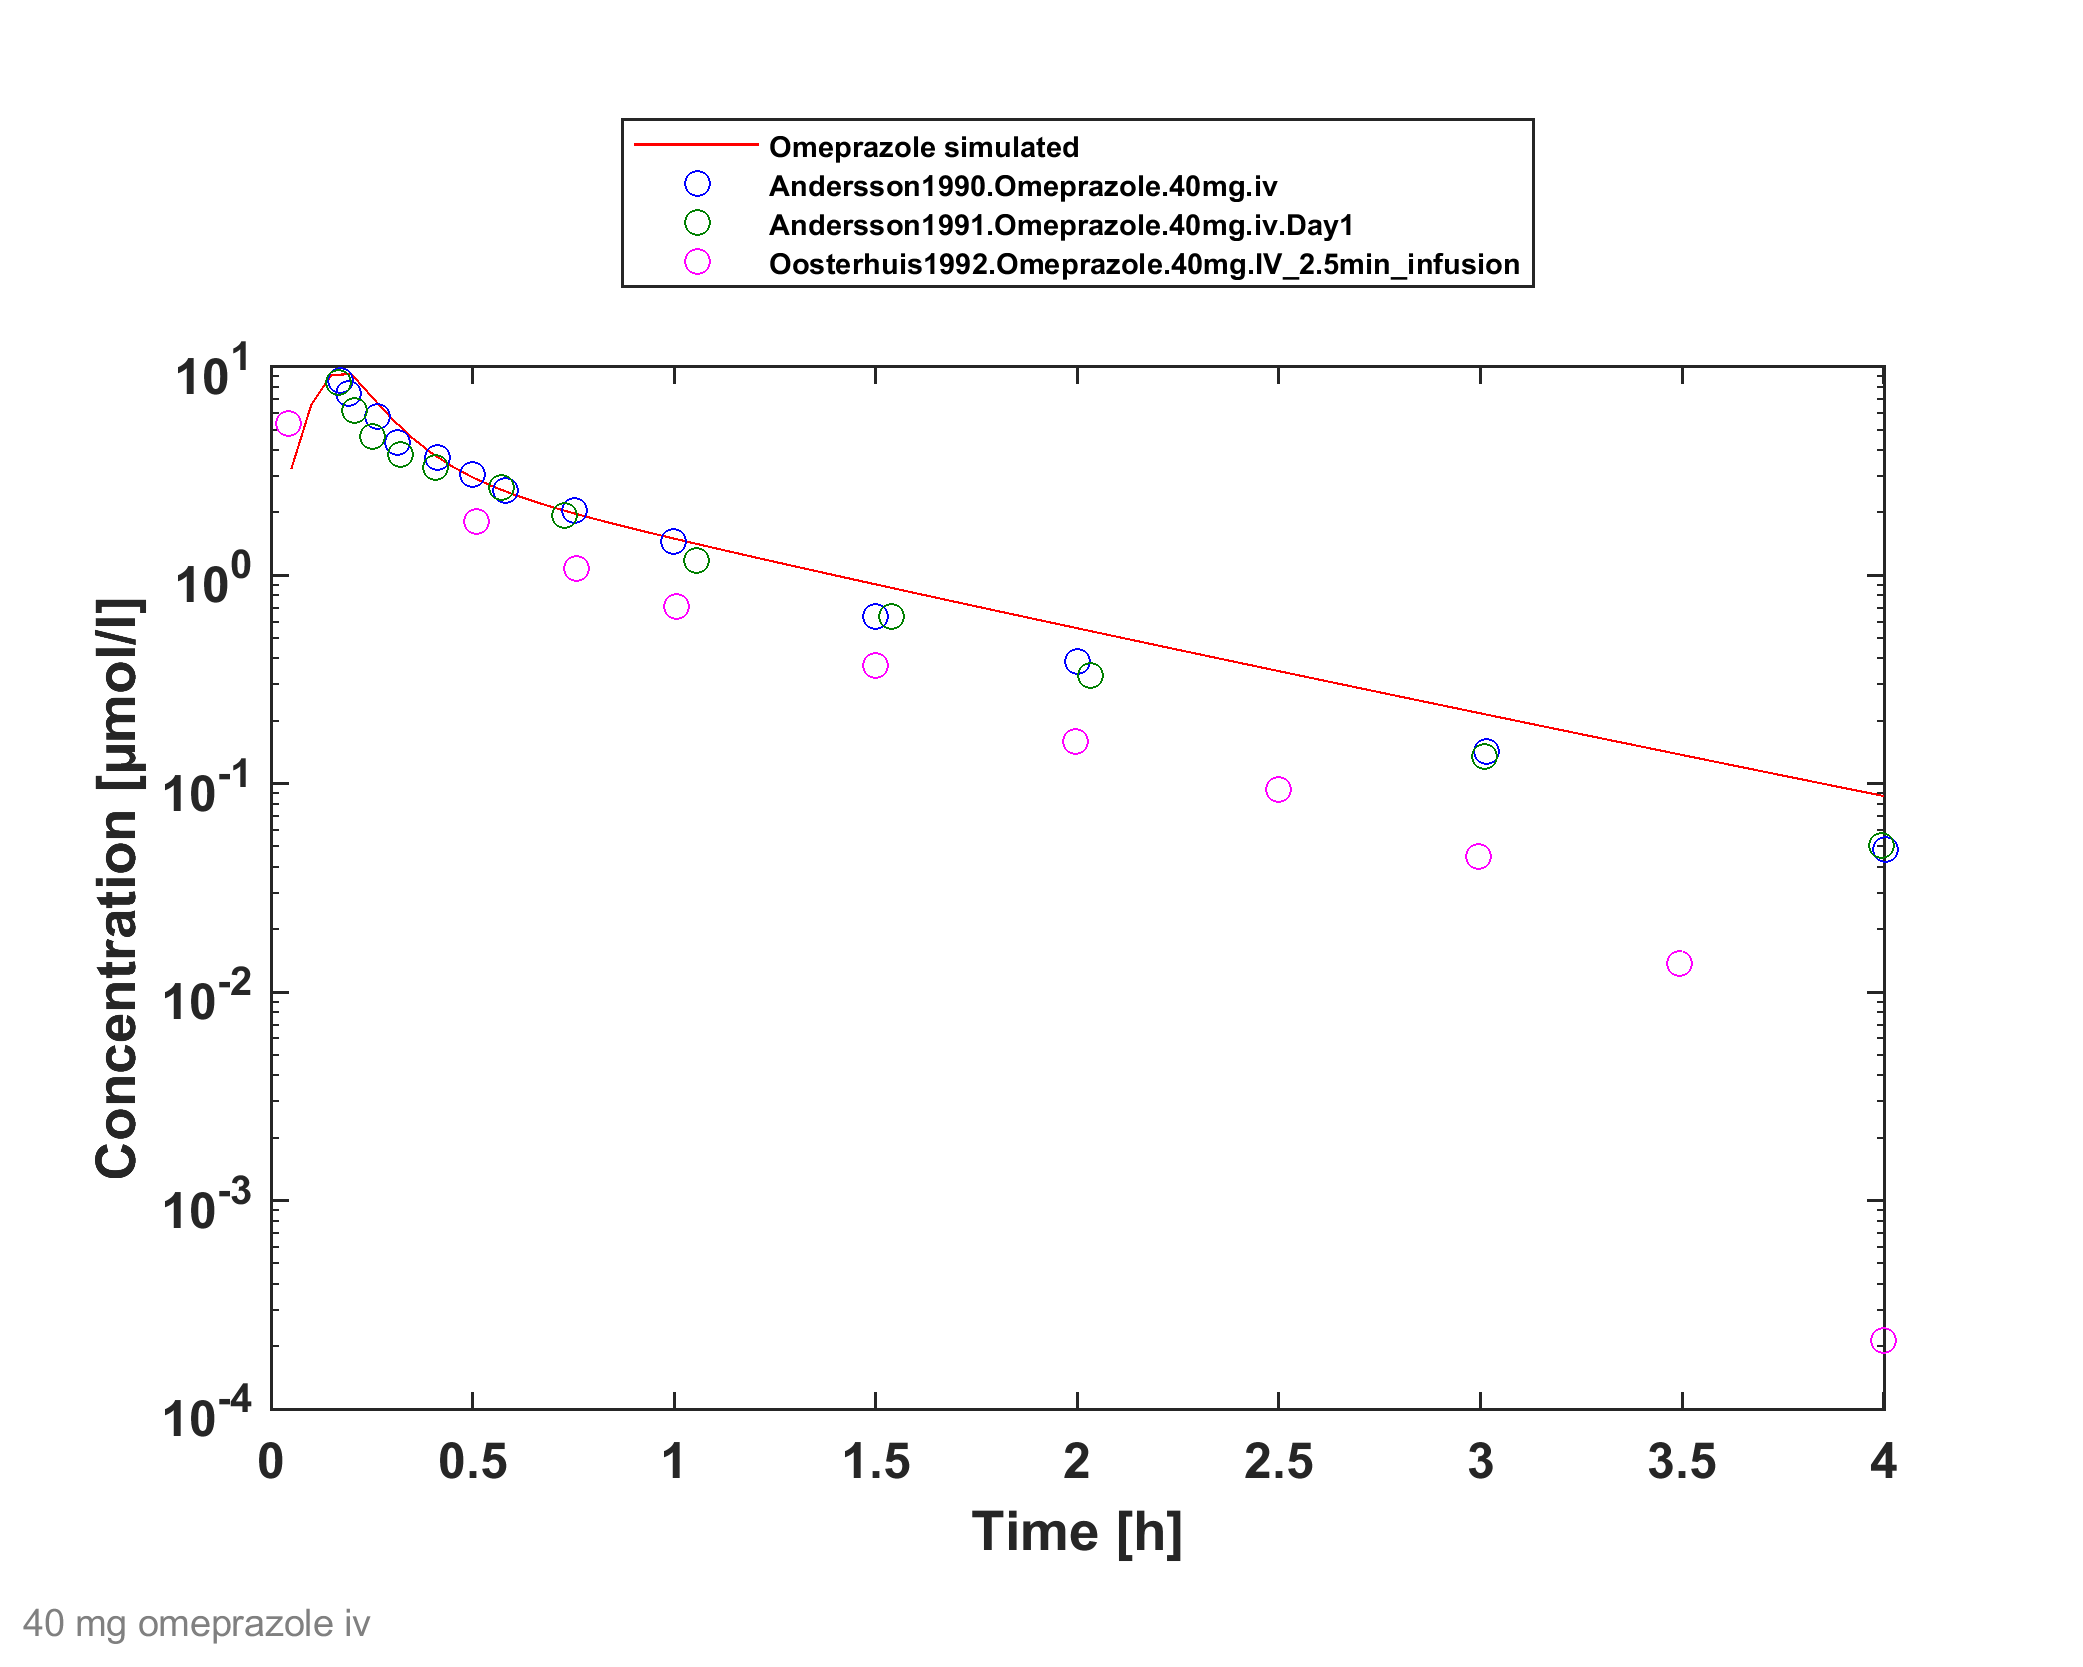 Omeprazole simulated
Andersson1990.Omeprazole.40mg.iv
Andersson1991.Omeprazole.40mg.iv.Day1
Oosterhuis1992.Omeprazole.40mg.IV_2.5min_infusion
10^1
10^0
10^-1
10^-2
10^-3
10^-4
Concentration [µmol/l]
0 0.5 1 1.5 2 2.5 3 3.5 4
Time [h]
40 mg omeprazole iv